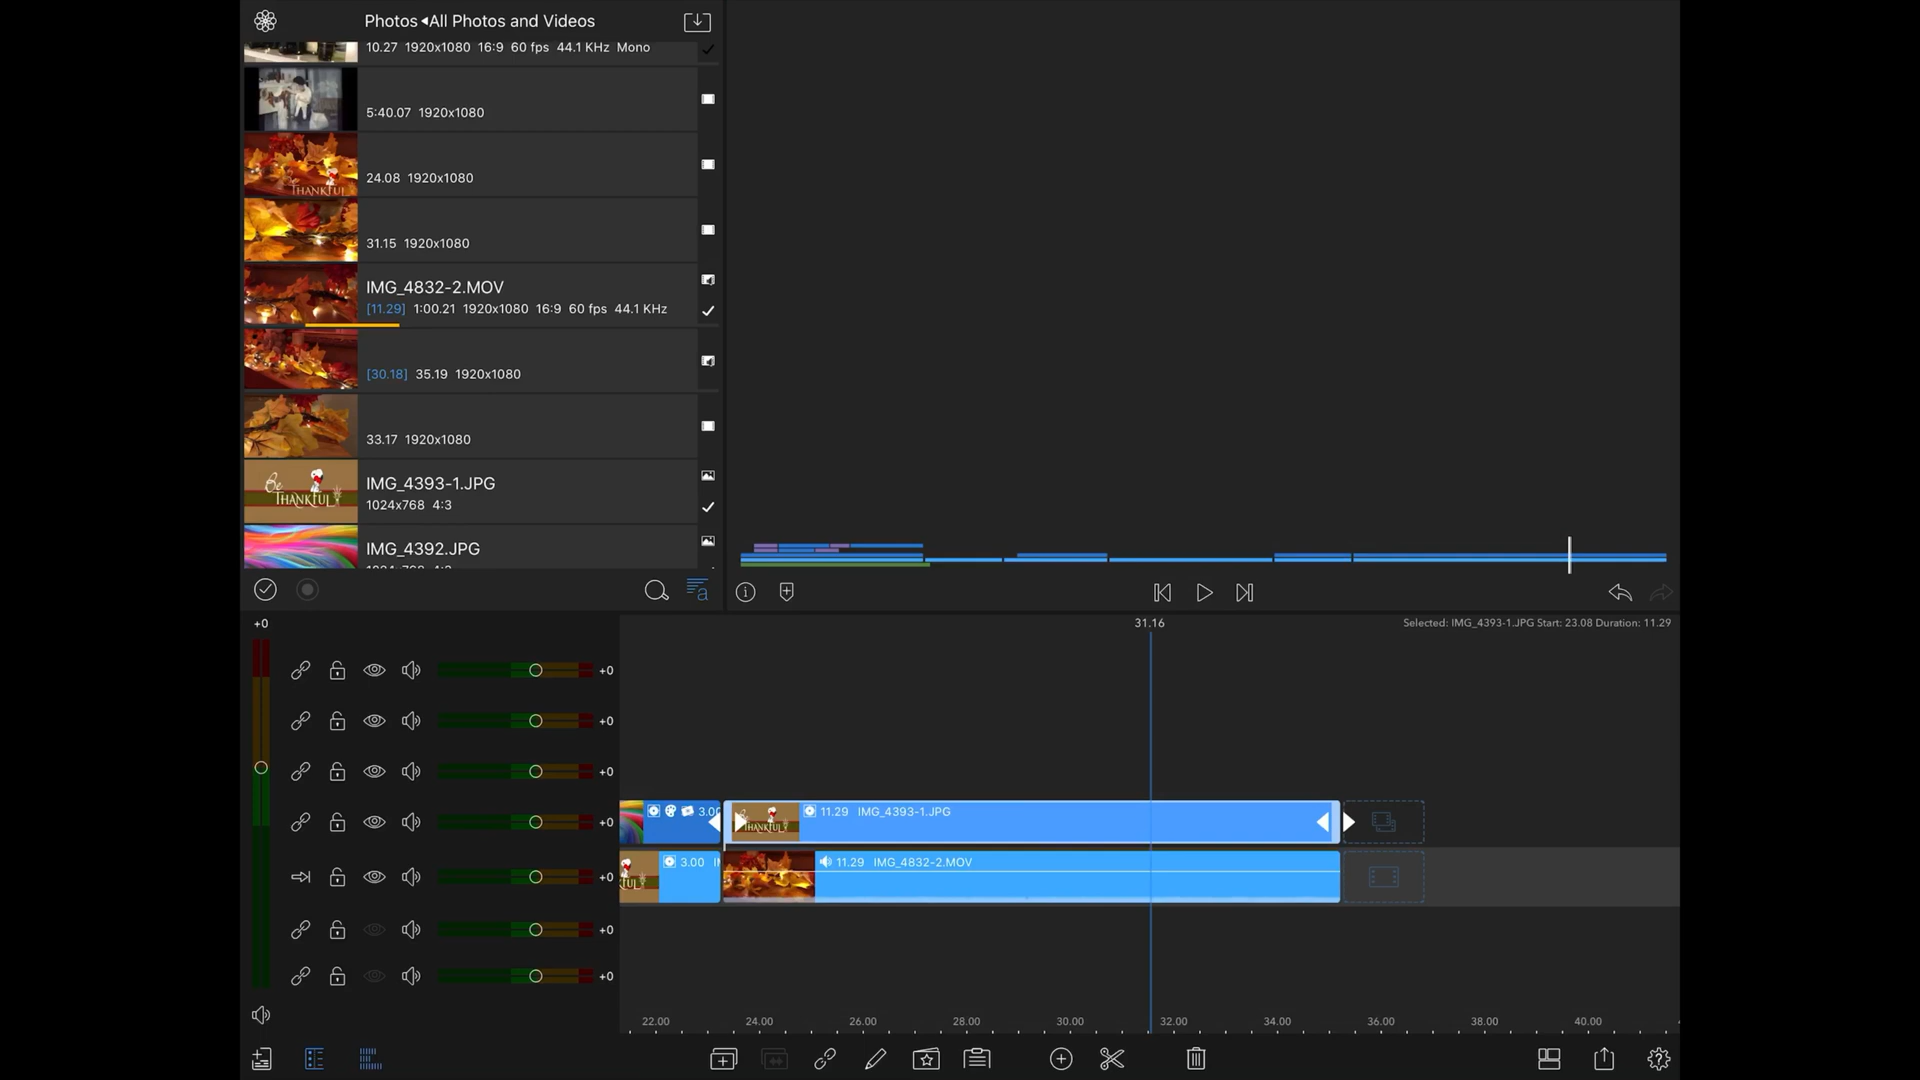 Photos ◂All Photos and Videos
10.27 1920x1080 16:9 60 fps 44.1 KHz Mono
5:40.07 1920x1080
24.08 1920x1080
31.15 1920x1080
IMG_4832-2.MOV
[11.29] 1:00.21 1920x1080 16:9 60 fps 44.1 KHz
[30.18] 35.19 1920x1080
33.17 1920x1080
Be THANKFUL
IMG_4393-1.JPG
1024x768 4:3
IMG_4392.JPG
+0
31.16
Selected: IMG_4393-1.JPG Start: 23.08 Duration: 11.29
+0
+0
+0
+0
+0
+0
+0
3.00
THANKFUL
11.29 IMG_4393-1.JPG
3.00
11.29 IMG_4832-2.MOV
22.00 24.00 26.00 28.00 30.00 32.00 34.00 36.00 38.00 40.00